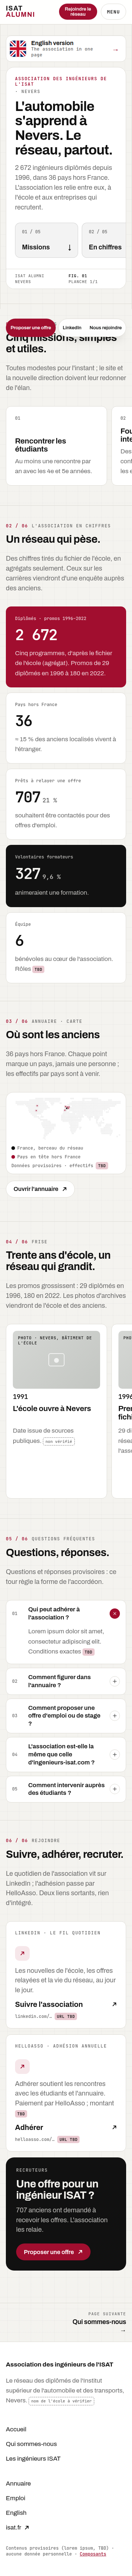 ISAT
ALUMNI
Rejoindre le
réseau
MENU
English version
The association in one
page
ASSOCIATION DES INGÉNIEURS DE
L'ISAT
· NEVERS
L'automobile
s'apprend à
Nevers. Le
réseau, partout.
2 672 ingénieurs diplômés depuis
1996, dans 36 pays hors France.
L'association les relie entre eux, à
l'école et aux entreprises qui
recrutent.
01 / 05
Missions ↓
02 / 05
En chiffres
ISAT ALUMNI
NEVERS
FIG. 01
PLANCHE 1/1
Proposer une offre
LinkedIn
Nous rejoindre
Cinq missions, simples
et utiles.
Toutes modestes pour l'instant ; le site et
la nouvelle direction doivent leur redonner
de l'élan.
01
Rencontrer les
étudiants
Au moins une rencontre par
an avec les 4e et 5e années.
02
02 / 06 L'ASSOCIATION EN CHIFFRES
Un réseau qui pèse.
Des chiffres tirés du fichier de l'école, en
agrégats seulement. Ceux sur les
carrières viendront d'une enquête auprès
des anciens.
Diplômés · promos 1996–2022
2 672
Cinq programmes, d'après le fichier
de l'école (agrégat). Promos de 29
diplômés en 1996 à 180 en 2022.
Pays hors France
36
≈ 15 % des anciens localisés vivent à
l'étranger.
Prêts à relayer une offre
707 21 %
souhaitent être contactés pour des
offres d'emploi.
Volontaires formateurs
327 9,6 %
animeraient une formation.
Équipe
6
bénévoles au cœur de l'association.
Rôles TBD
03 / 06 ANNUAIRE · CARTE
Où sont les anciens
36 pays hors France. Chaque point
marque un pays, jamais une personne ;
les effectifs par pays sont à venir.
France, berceau du réseau
Pays en tête hors France
Données provisoires · effectifs TBD
Ouvrir l'annuaire ↗
04 / 06 FRISE
Trente ans d'école, un
réseau qui grandit.
Les promos grossissent : 29 diplômés en
1996, 180 en 2022. Les photos d'archives
viendront de l'école et des anciens.
PHOTO · NEVERS, BÂTIMENT DE
L'ÉCOLE
1991
L'école ouvre à Nevers
Date issue de sources
publiques. non vérifié
05 / 06 QUESTIONS FRÉQUENTES
Questions, réponses.
Questions et réponses provisoires : ce
qui règle la forme d'accordéon.
01
Qui peut adhérer à
l'association ?
Lorem ipsum dolor sit amet,
consectetur adipiscing elit.
Conditions exactes TBD
02
Comment figurer dans
l'annuaire ?
03
Comment proposer une
offre d'emploi ou de stage
?
04
L'association est-elle la
même que celle
d'ingenieurs-isat.com ?
05
Comment intervenir auprès
des étudiants ?
06 / 06 REJOINDRE
Suivre, adhérer, recruter.
Le quotidien de l'association vit sur
LinkedIn ; l'adhésion passe par
HelloAsso. Deux liens sortants, rien
d'intégré.
LINKEDIN · LE FIL QUOTIDIEN
Les nouvelles de l'école, les offres
relayées et la vie du réseau, au jour
le jour.
Suivre l'association ↗
linkedin.com/… URL TBD
HELLOASSO · ADHÉSION ANNUELLE
Adhérer soutient les rencontres
avec les étudiants et l'annuaire.
Paiement par HelloAsso ; montant
TBD
Adhérer ↗
helloasso.com/… URL TBD
RECRUTEURS
Une offre pour un
ingénieur ISAT ?
707 anciens ont demandé à
recevoir les offres. L'association
les relaie.
Proposer une offre ↗
PAGE SUIVANTE
Qui sommes-nous
→
Association des ingénieurs de l'ISAT
Le réseau des diplômés de l'Institut
supérieur de l'automobile et des transports,
Nevers. nom de l'école à vérifier
Accueil
Qui sommes-nous
Les ingénieurs ISAT
Annuaire
Emploi
English
isat.fr ↗
Contenus provisoires (lorem ipsum, TBD) ·
aucune donnée personnelle · Composants